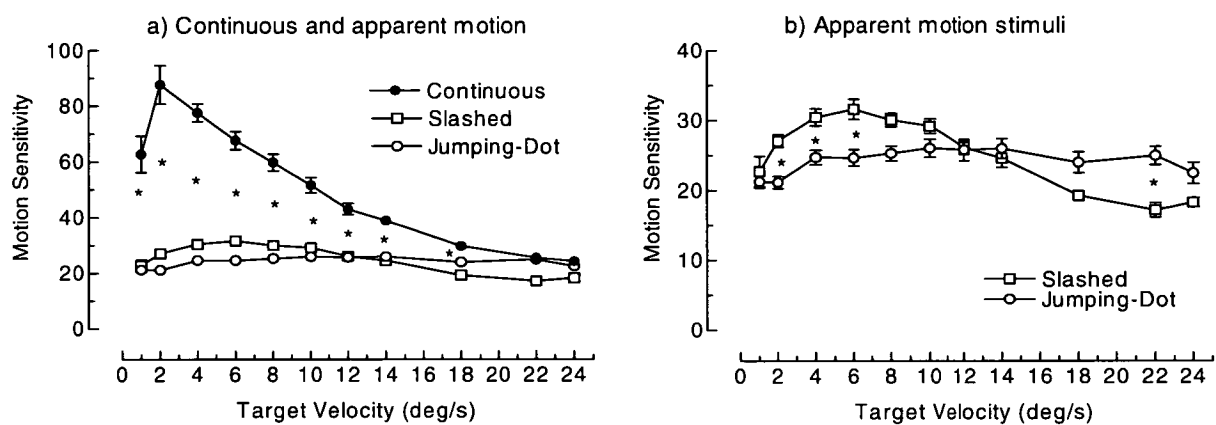 a) Continuous and apparent motion
100
80
60
40
20
0
Motion Sensitivity
Continuous
Slashed
Jumping-Dot
*
*
*
*
*
*
*
*
*
0 2 4 6 8 10 12 14 16 18 20 22 24
Target Velocity (deg/s)
b) Apparent motion stimuli
40
30
20
10
0
Motion Sensitivity
*
*
*
*
Slashed
Jumping-Dot
0 2 4 6 8 10 12 14 16 18 20 22 24
Target Velocity (deg/s)